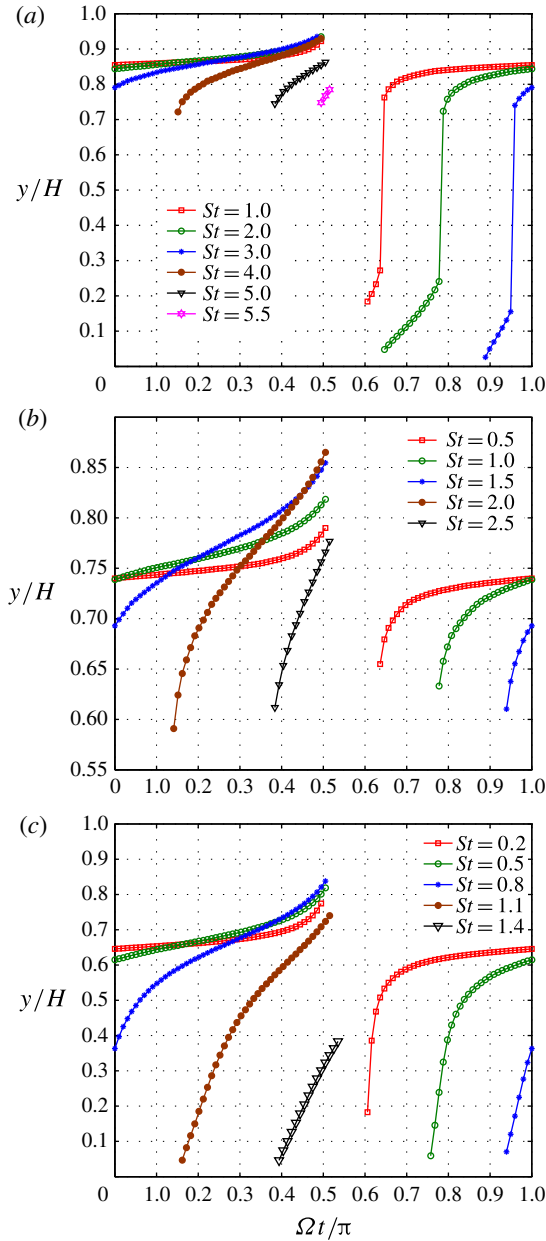 (a)
1.0
0.9
0.8
0.7
0.6
y/H
0.5
0.4
0.3
0.2
0.1
St = 1.0
St = 2.0
St = 3.0
St = 4.0
St = 5.0
St = 5.5
0 0.1 0.2 0.3 0.4 0.5 0.6 0.7 0.8 0.9 1.0
(b)
0.85
0.80
0.75
y/H
0.70
0.65
0.60
0.55
St = 0.5
St = 1.0
St = 1.5
St = 2.0
St = 2.5
0 0.1 0.2 0.3 0.4 0.5 0.6 0.7 0.8 0.9 1.0
(c)
1.0
0.9
0.8
0.7
0.6
y/H
0.5
0.4
0.3
0.2
0.1
St = 0.2
St = 0.5
St = 0.8
St = 1.1
St = 1.4
0 0.1 0.2 0.3 0.4 0.5 0.6 0.7 0.8 0.9 1.0
Ωt/π